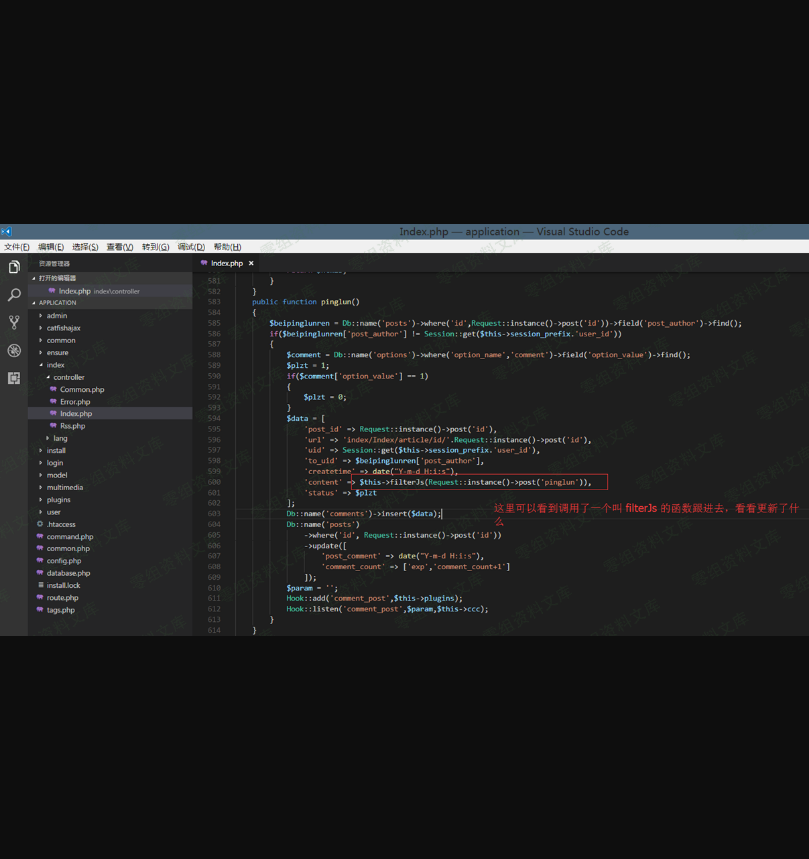 Index.php — application — Visual Studio Code
文件(F) 编辑(E) 选择(S) 查看(V) 转到(G) 调试(D) 帮助(H)
资源管理器
打开的编辑器
Index.php index\controller
APPLICATION
admin
catfishajax
common
ensure
index
controller
Common.php
Error.php
Index.php
Rss.php
lang
install
login
model
multimedia
plugins
user
.htaccess
command.php
common.php
config.php
database.php
install.lock
route.php
tags.php
Index.php ×
581 }
582 }
583 public function pinglun()
584 {
585 $beipinglunren = Db::name('posts')->where('id',Request::instance()->post('id'))->field('post_author')->find();
586 if($beipinglunren['post_author'] != Session::get($this->session_prefix.'user_id'))
587 {
588 $comment = Db::name('options')->where('option_name','comment')->field('option_value')->find();
589 $plzt = 1;
590 if($comment['option_value'] == 1)
591 {
592 $plzt = 0;
593 }
594 $data = [
595 'post_id' => Request::instance()->post('id'),
596 'url' => 'index/Index/article/id/'.Request::instance()->post('id'),
597 'uid' => Session::get($this->session_prefix.'user_id'),
598 'to_uid' => $beipinglunren['post_author'],
599 'createtime' => date("Y-m-d H:i:s"),
600 'content' => $this->filterJs(Request::instance()->post('pinglun')),
601 'status' => $plzt
602 ];
603 Db::name('comments')->insert($data);
604 Db::name('posts')
605 ->where('id', Request::instance()->post('id'))
606 ->update([
607 'post_comment' => date("Y-m-d H:i:s"),
608 'comment_count' => ['exp','comment_count+1']
609 ]);
610 $param = '';
611 Hook::add('comment_post',$this->plugins);
612 Hook::listen('comment_post',$param,$this->ccc);
613 }
614 }
这里可以看到调用了一个叫 filterJs 的函数跟进去，看看更新了什
么
零组资料文库